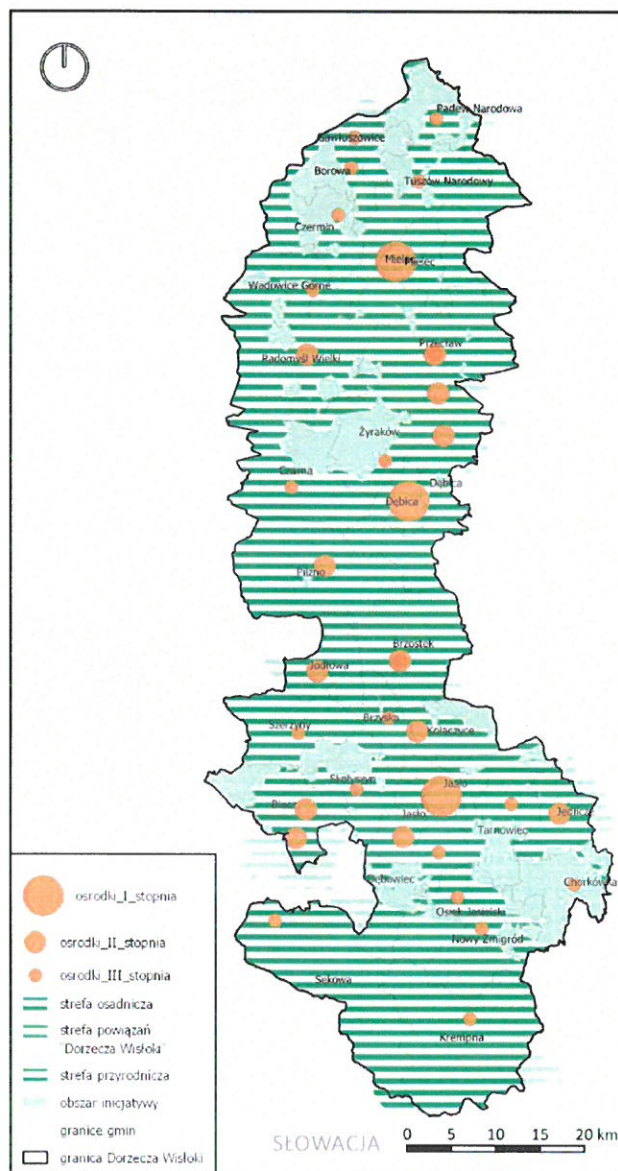 Padew Narodowa
Gawłuszowice
Borowa
Tuszów Narodowy
Czermin
Mielec
Mielec
Wadowice Górne
Przecław
Radomyśl Wielki
Żyraków
Czarna
Dębica
Dębica
Pilzno
Brzostek
Jodłowa
Brzyska
Szerzyny
Kołaczyce
Skołyszyn
Jasło
Biecz
Jasło
Jedlicze
Tarnowiec
Dębowiec
Chorkówka
Osiek Jasielski
Nowy Żmigród
Sękowa
Krempna
osrodki_I_stopnia
osrodki_II_stopnia
osrodki_III_stopnia
strefa osadnicza
strefa powiązań
"Dorzecza Wisłoki"
strefa przyrodnicza
obszar inicjatywy
granice gmin
granica Dorzecza Wisłoki
SŁOWACJA
0 5 10 15 20 km